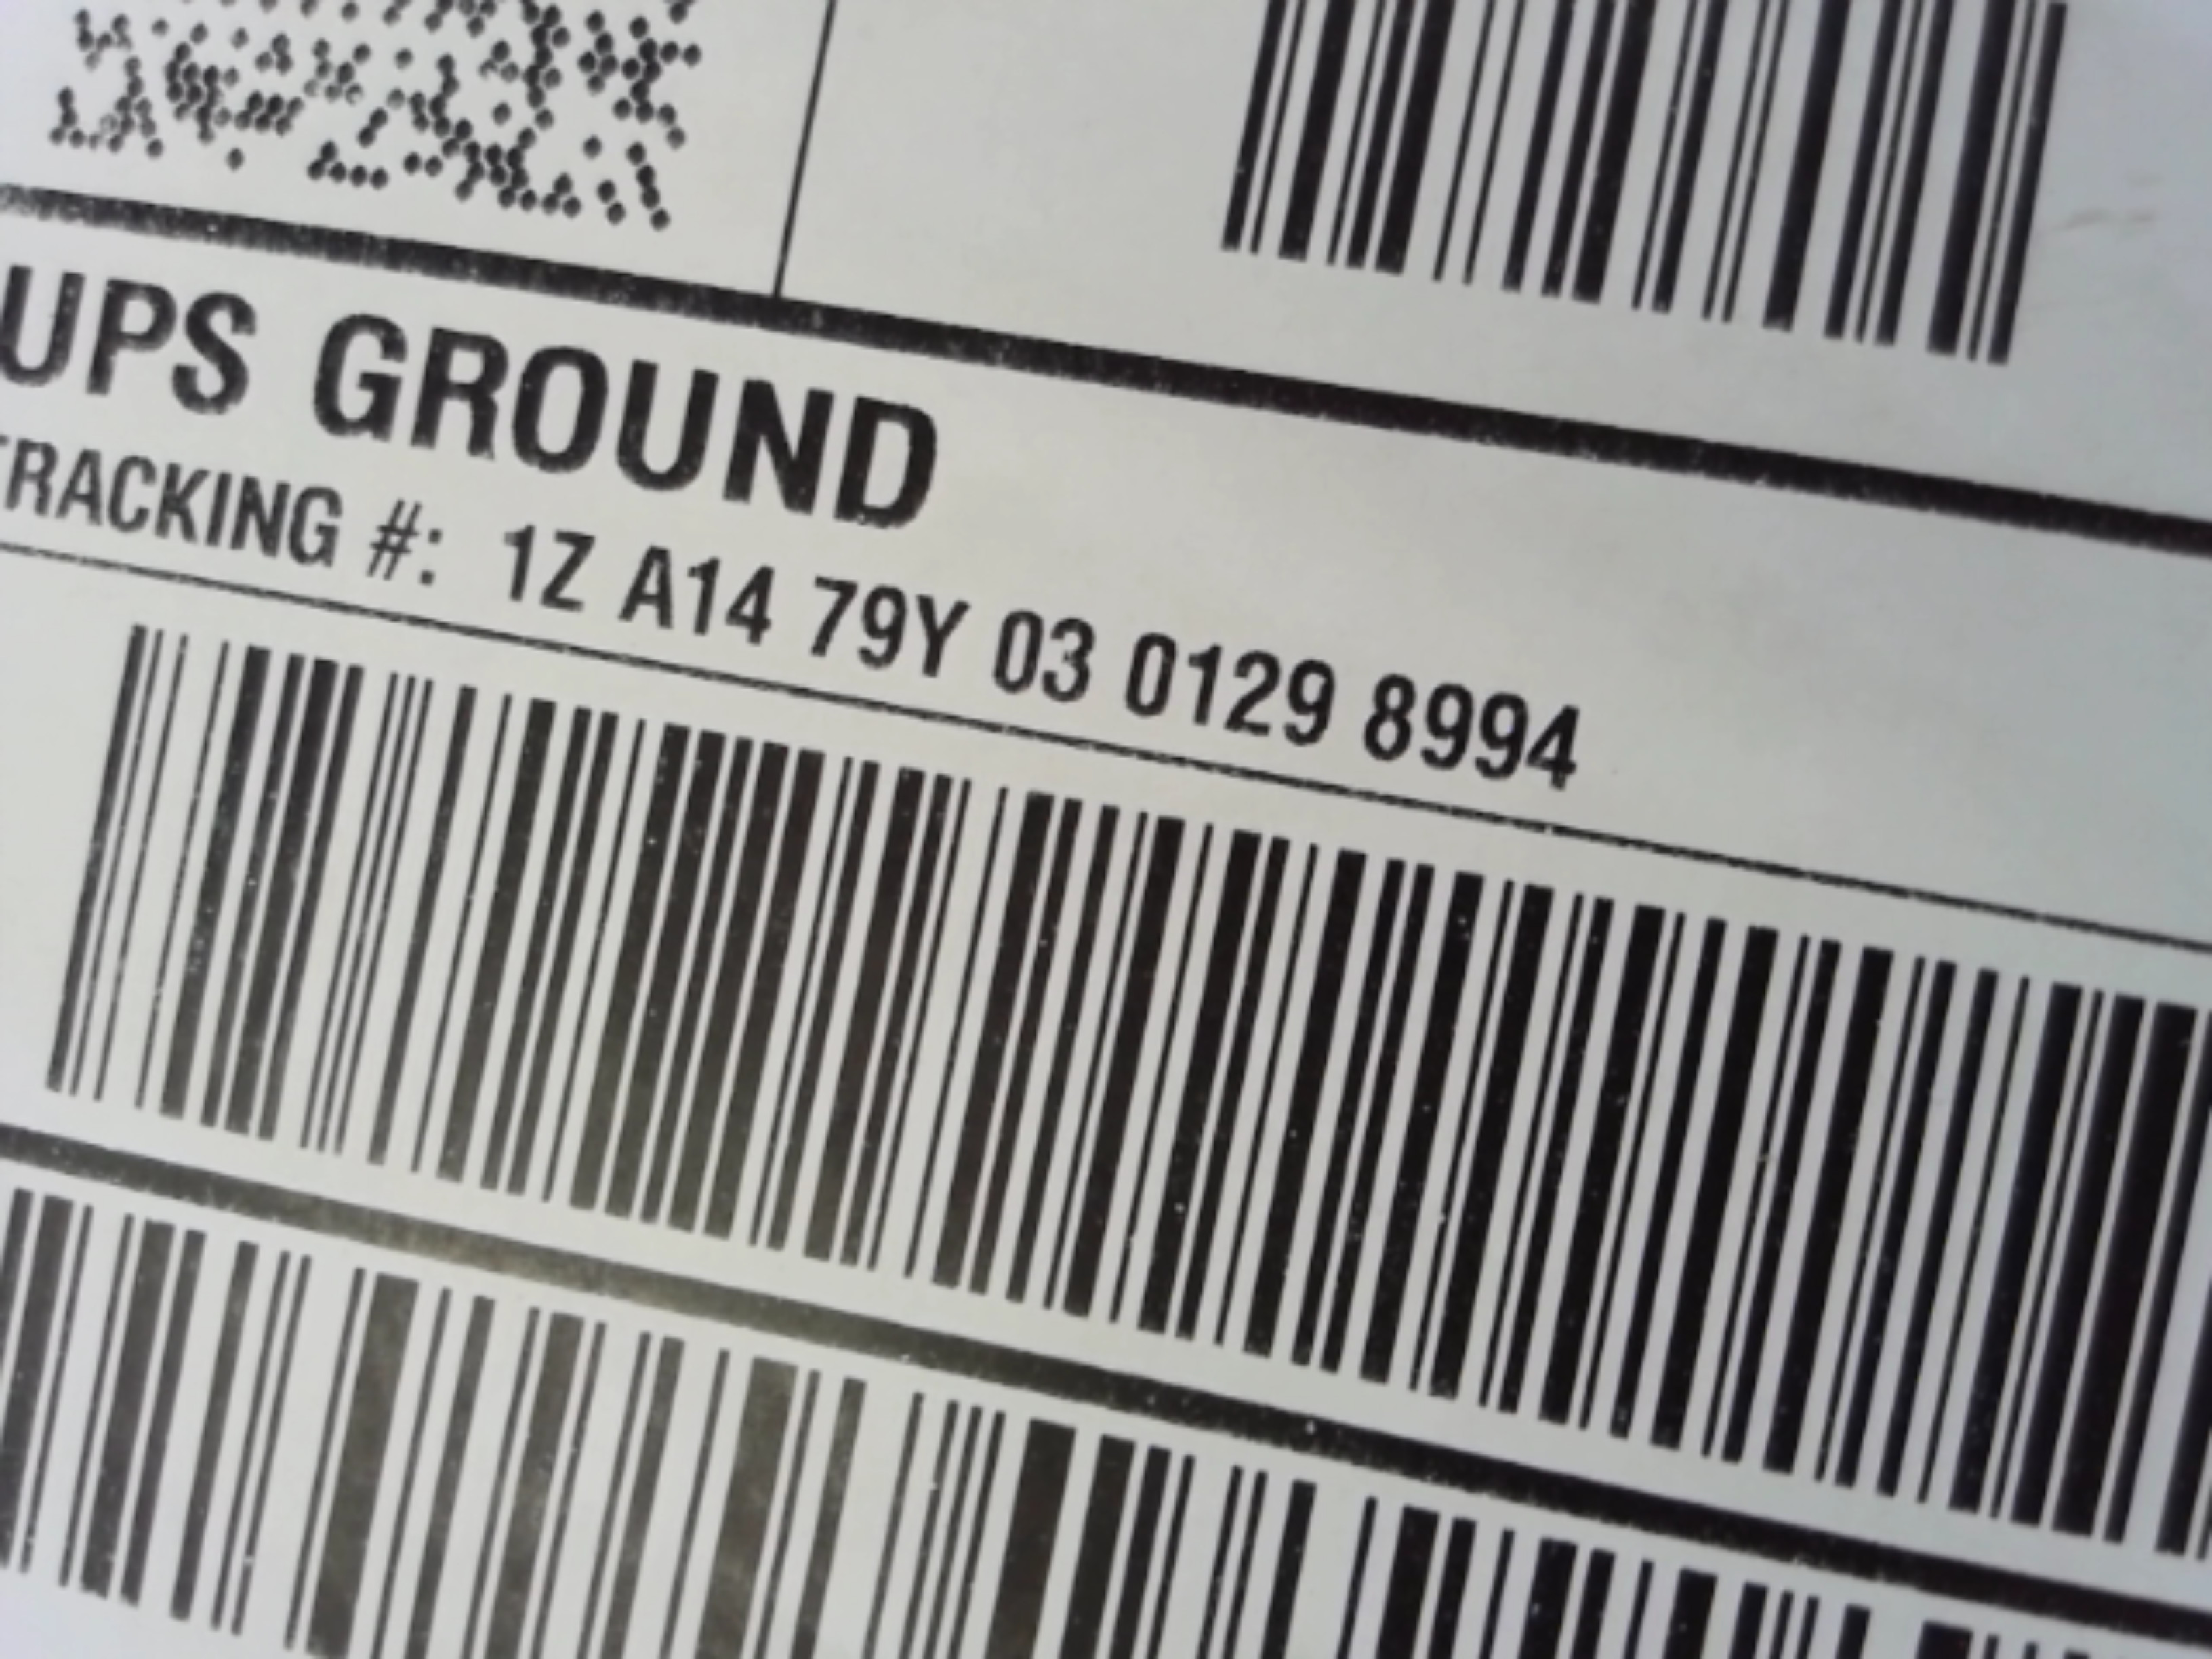 UPS GROUND
TRACKING #: 1Z A14 79Y 03 0129 8994